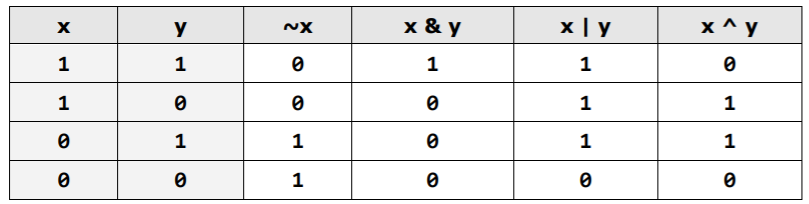 x y ~x x & y x | y x ^ y
1 1 0 1 1 0
1 0 0 0 1 1
0 1 1 0 1 1
0 0 1 0 0 0